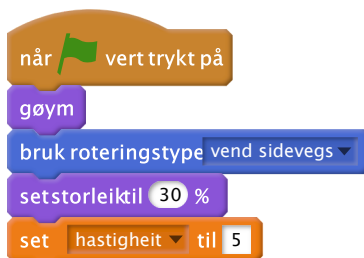 når vert trykt på
gøym
bruk roteringstype vend sidevegs
set storleik til 30 %
set hastigheit til 5